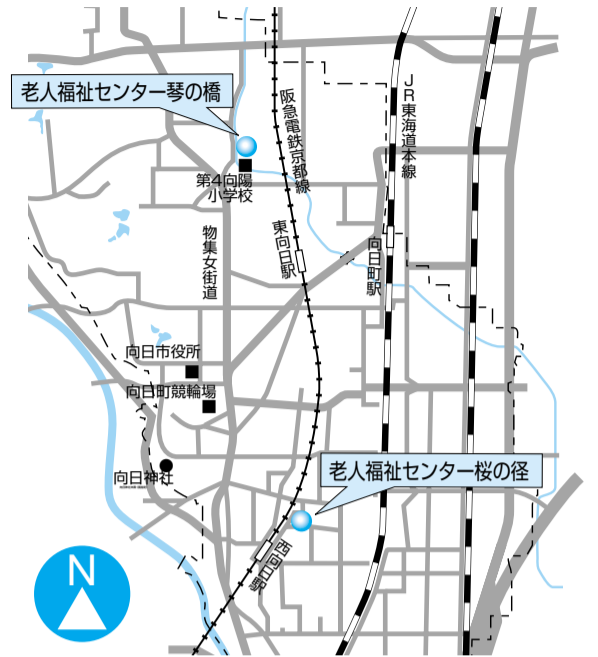 老人福祉センター琴の橋
阪急電鉄京都線
JR東海道本線
第4向陽
小学校
物集女街道
東向日駅
向日町駅
向日市役所
向日町競輪場
向日神社
老人福祉センター桜の径
西向日駅
N